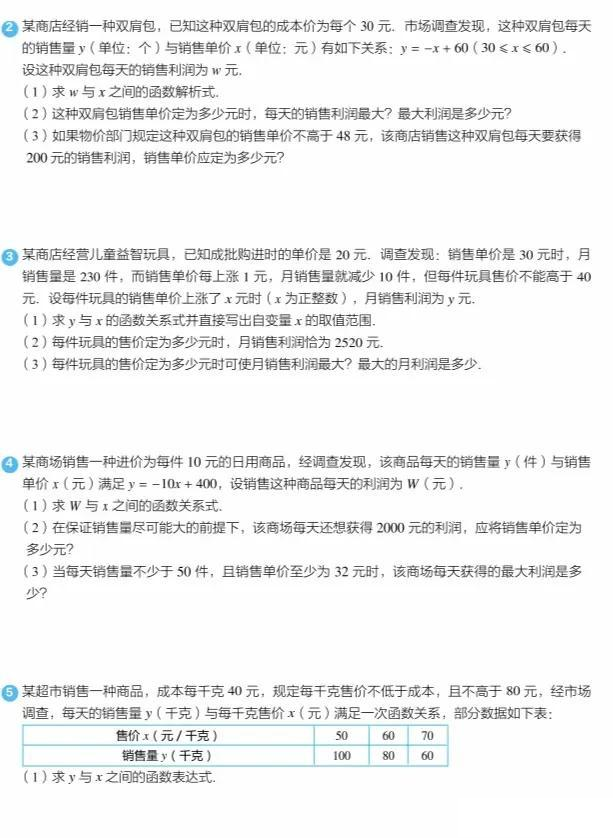 2 某商店经销一种双肩包，已知这种双肩包的成本价为每个 30 元．市场调查发现，这种双肩包每天
的销售量 y（单位：个）与销售单价 x（单位：元）有如下关系：y = −x + 60（30 ⩽ x ⩽ 60）．
设这种双肩包每天的销售利润为 w 元．
（1）求 w 与 x 之间的函数解析式．
（2）这种双肩包销售单价定为多少元时，每天的销售利润最大？最大利润是多少元？
（3）如果物价部门规定这种双肩包的销售单价不高于 48 元，该商店销售这种双肩包每天要获得
200 元的销售利润，销售单价应定为多少元？
3 某商店经营儿童益智玩具，已知成批购进时的单价是 20 元．调查发现：销售单价是 30 元时，月
销售量是 230 件，而销售单价每上涨 1 元，月销售量就减少 10 件，但每件玩具售价不能高于 40
元．设每件玩具的销售单价上涨了 x 元时（x 为正整数），月销售利润为 y 元．
（1）求 y 与 x 的函数关系式并直接写出自变量 x 的取值范围．
（2）每件玩具的售价定为多少元时，月销售利润恰为 2520 元．
（3）每件玩具的售价定为多少元时可使月销售利润最大？最大的月利润是多少．
4 某商场销售一种进价为每件 10 元的日用商品，经调查发现，该商品每天的销售量 y（件）与销售
单价 x（元）满足 y = −10x + 400，设销售这种商品每天的利润为 W（元）．
（1）求 W 与 x 之间的函数关系式．
（2）在保证销售量尽可能大的前提下，该商场每天还想获得 2000 元的利润，应将销售单价定为
多少元？
（3）当每天销售量不少于 50 件，且销售单价至少为 32 元时，该商场每天获得的最大利润是多
少？
5 某超市销售一种商品，成本每千克 40 元，规定每千克售价不低于成本，且不高于 80 元，经市场
调查，每天的销售量 y（千克）与每千克售价 x（元）满足一次函数关系，部分数据如下表：
售价 x（元 / 千克） 50 60 70
销售量 y（千克） 100 80 60
（1）求 y 与 x 之间的函数表达式．